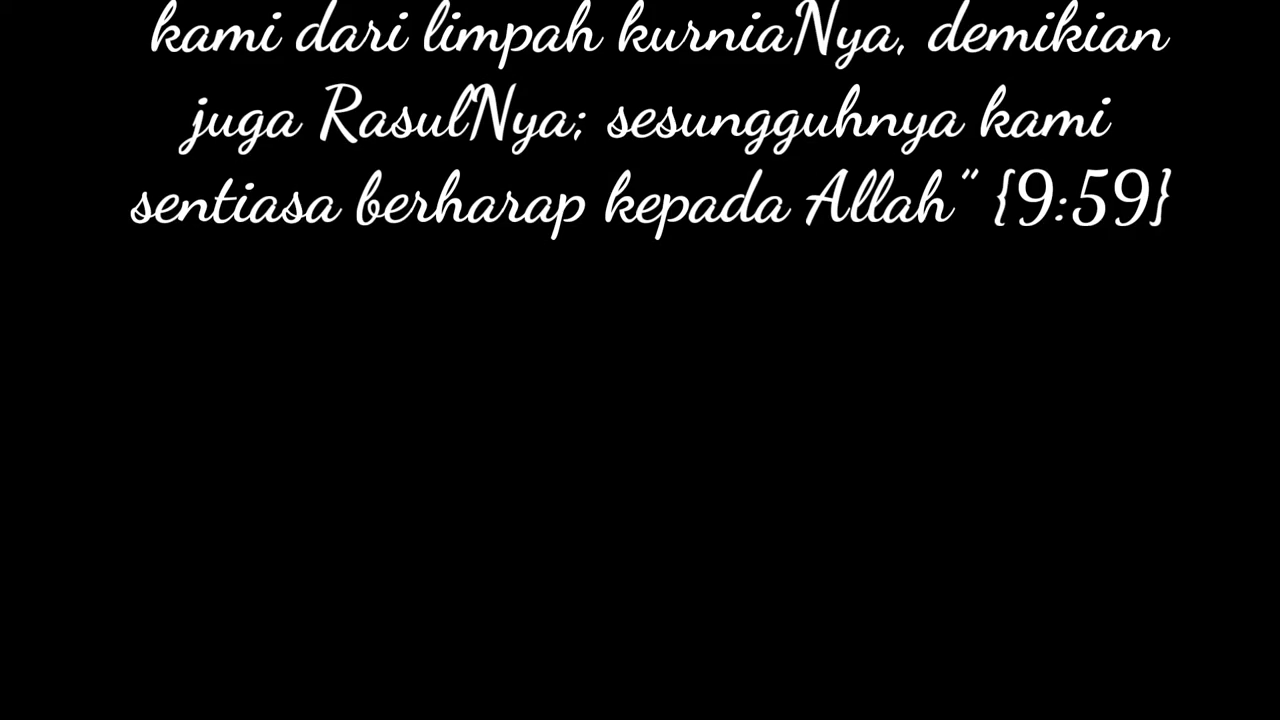 kami dari limpah kurniaNya, demikian
juga RasulNya; sesungguhnya kami
sentiasa berharap kepada Allah" {9:59}